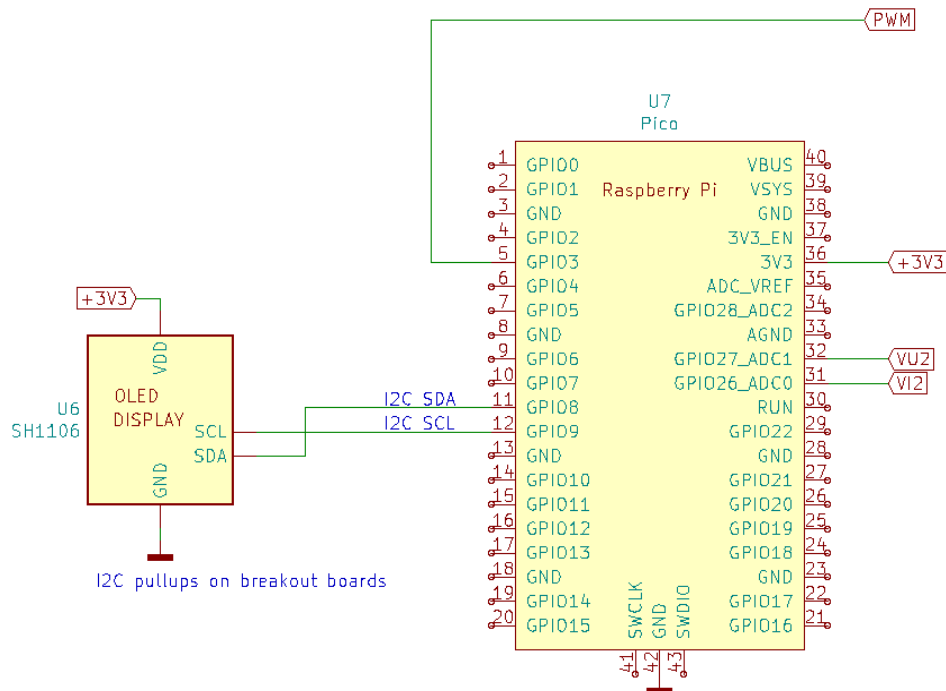 PWM
U7
Pico
Raspberry Pi
1 GPIO0 VBUS 40
2 GPIO1 VSYS 39
3 GND GND 38
4 GPIO2 3V3_EN 37
5 GPIO3 3V3 36 +3V3
6 GPIO4 ADC_VREF 35
7 GPIO5 GPIO28_ADC2 34
8 GND AGND 33
9 GPIO6 GPIO27_ADC1 32 VU2
10 GPIO7 GPIO26_ADC0 31 VI2
I2C SDA 11 GPIO8 RUN 30
I2C SCL 12 GPIO9 GPIO22 29
13 GND GND 28
14 GPIO10 GPIO21 27
15 GPIO11 GPIO20 26
16 GPIO12 GPIO19 25
17 GPIO13 GPIO18 24
18 GND GND 23
19 GPIO14 GPIO17 22
20 GPIO15 GPIO16 21
SWCLK GND SWDIO
41 42 43
+3V3
VDD
OLED
DISPLAY
U6
SH1106
SCL
SDA
GND
I2C pullups on breakout boards